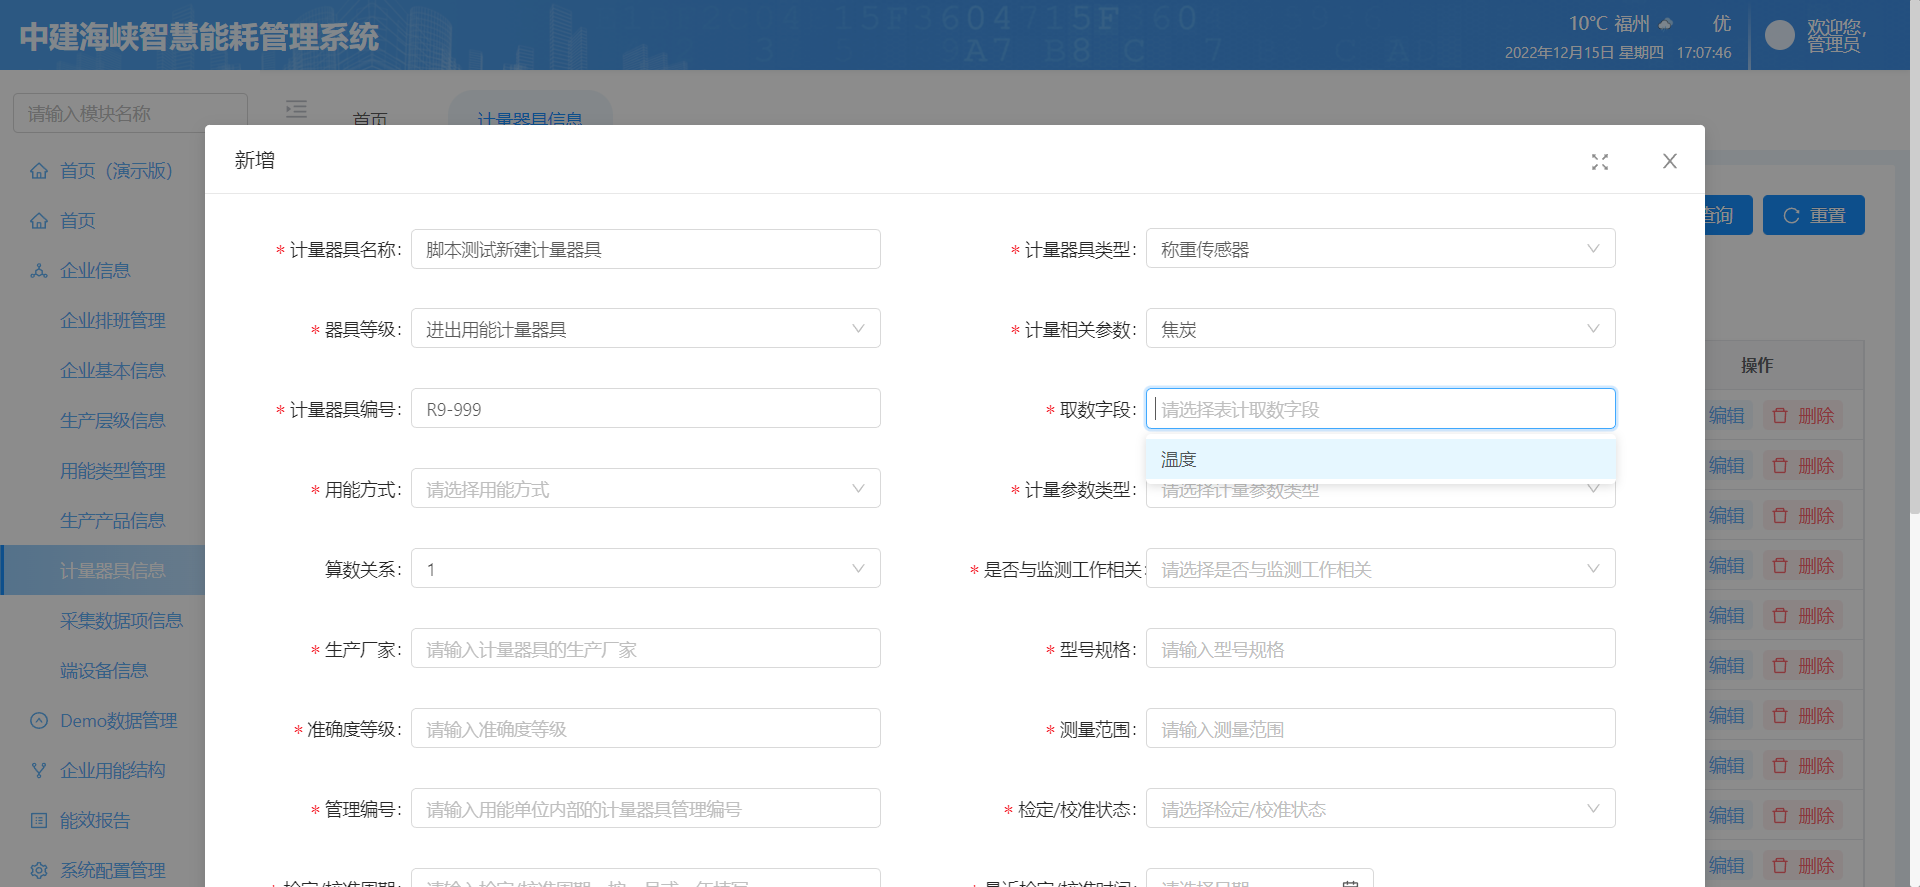 中建海峡智慧能耗管理系统
10℃ 福州 优
2022年12月15日 星期四 17:07:46
欢迎您,
管理员
请输入模块名称
首页
计量器具信息
首页（演示版）
首页
企业信息
企业排班管理
企业基本信息
生产层级信息
用能类型管理
生产产品信息
计量器具信息
采集数据项信息
端设备信息
Demo数据管理
企业用能结构
能效报告
系统配置管理
新增
* 计量器具名称: 脚本测试新建计量器具
* 计量器具类型: 称重传感器
* 器具等级: 进出用能计量器具
* 计量相关参数: 焦炭
* 计量器具编号: R9-999
* 取数字段: 请选择表计取数字段
温度
* 用能方式: 请选择用能方式
* 计量参数类型: 请选择计量参数类型
算数关系: 1
* 是否与监测工作相关: 请选择是否与监测工作相关
* 生产厂家: 请输入计量器具的生产厂家
* 型号规格: 请输入型号规格
* 准确度等级: 请输入准确度等级
* 测量范围: 请输入测量范围
* 管理编号: 请输入用能单位内部的计量器具管理编号
* 检定/校准状态: 请选择检定/校准状态
查询 重置
操作
编辑 删除
编辑 删除
编辑 删除
编辑 删除
编辑 删除
编辑 删除
编辑 删除
编辑 删除
编辑 删除
编辑 删除